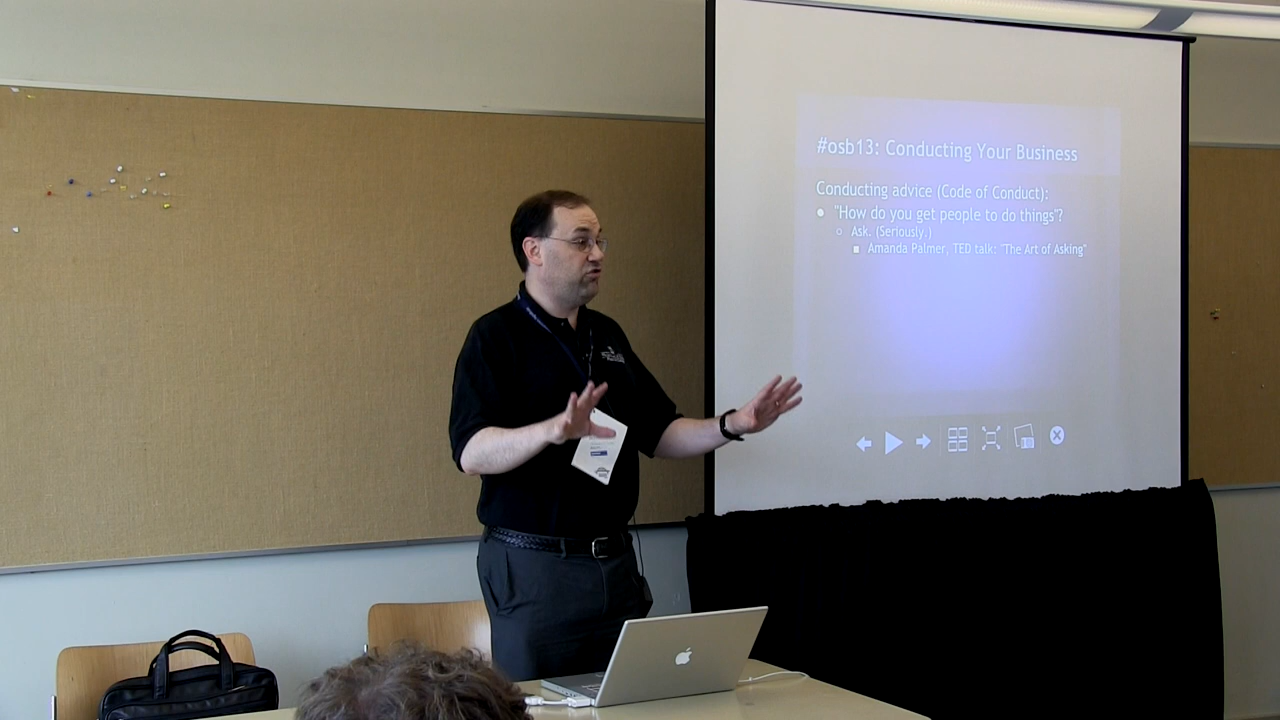 #osb13: Conducting Your Business
Conducting advice (Code of Conduct):
● "How do you get people to do things"?
○ Ask. (Seriously.)
■ Amanda Palmer, TED talk: "The Art of Asking"